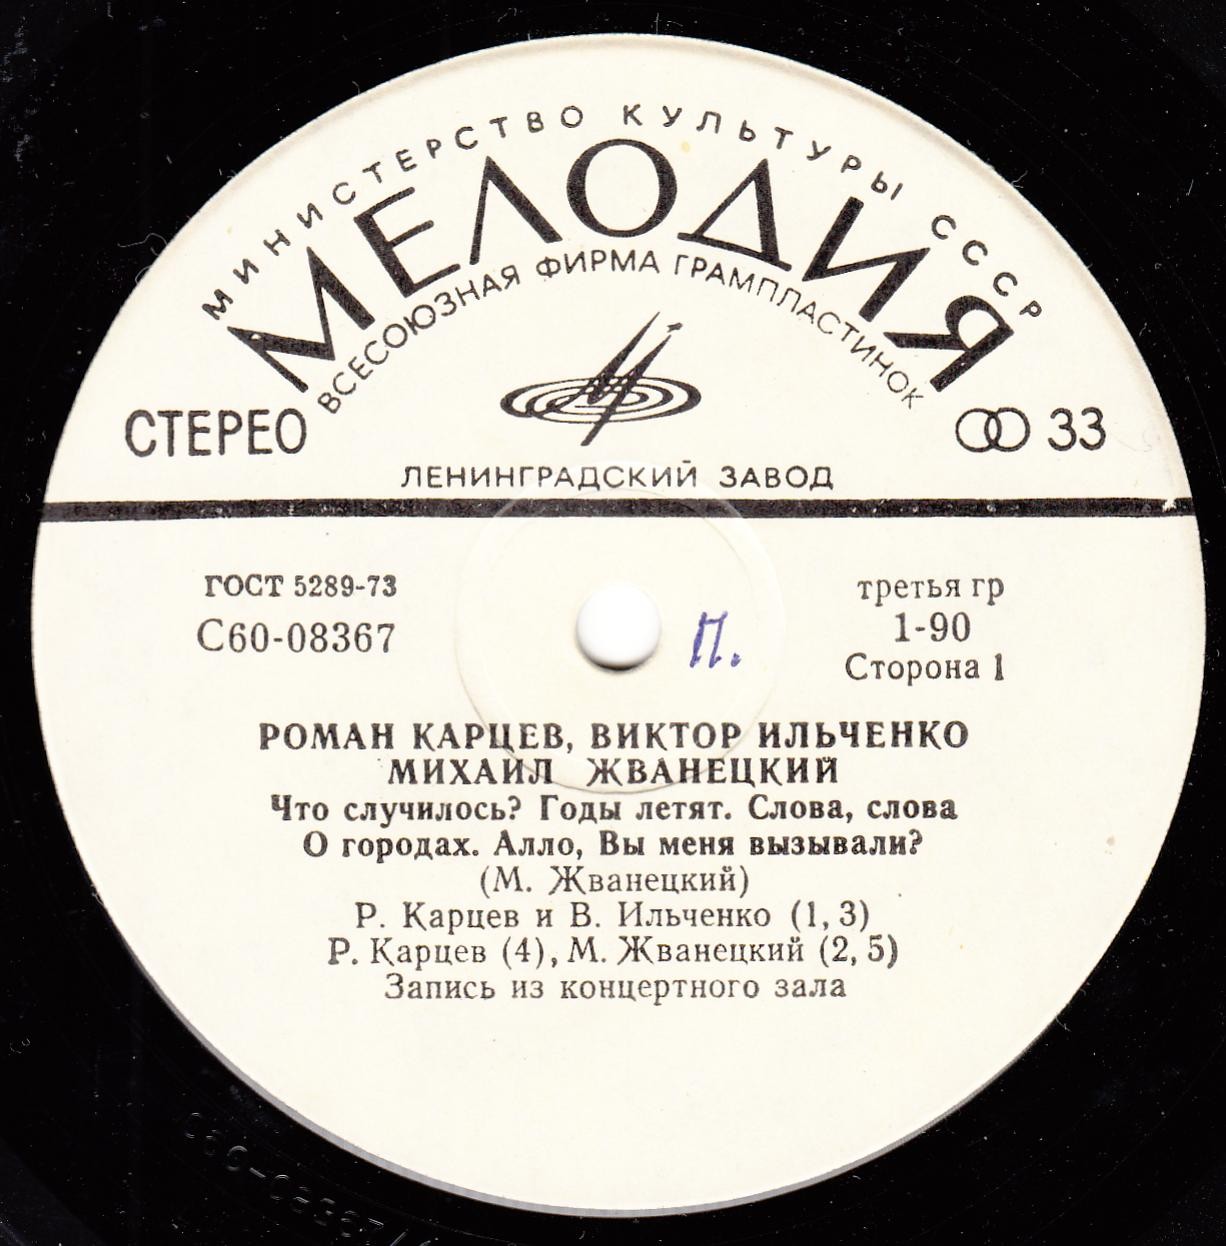 МИНИСТЕРСТВО КУЛЬТУРЫ СССР
МЕЛОДИЯ
ВСЕСОЮЗНАЯ ФИРМА ГРАМПЛАСТИНОК
СТЕРЕО
33
ЛЕНИНГРАДСКИЙ ЗАВОД
ГОСТ 5289-73
третья гр
С60-08367
П.
1-90
Сторона 1
РОМАН КАРЦЕВ, ВИКТОР ИЛЬЧЕНКО
МИХАИЛ ЖВАНЕЦКИЙ
Что случилось? Годы летят. Слова, слова
О городах. Алло, Вы меня вызывали?
(М. Жванецкий)
Р. Карцев и В. Ильченко (1, 3)
Р. Карцев (4), М. Жванецкий (2, 5)
Запись из концертного зала